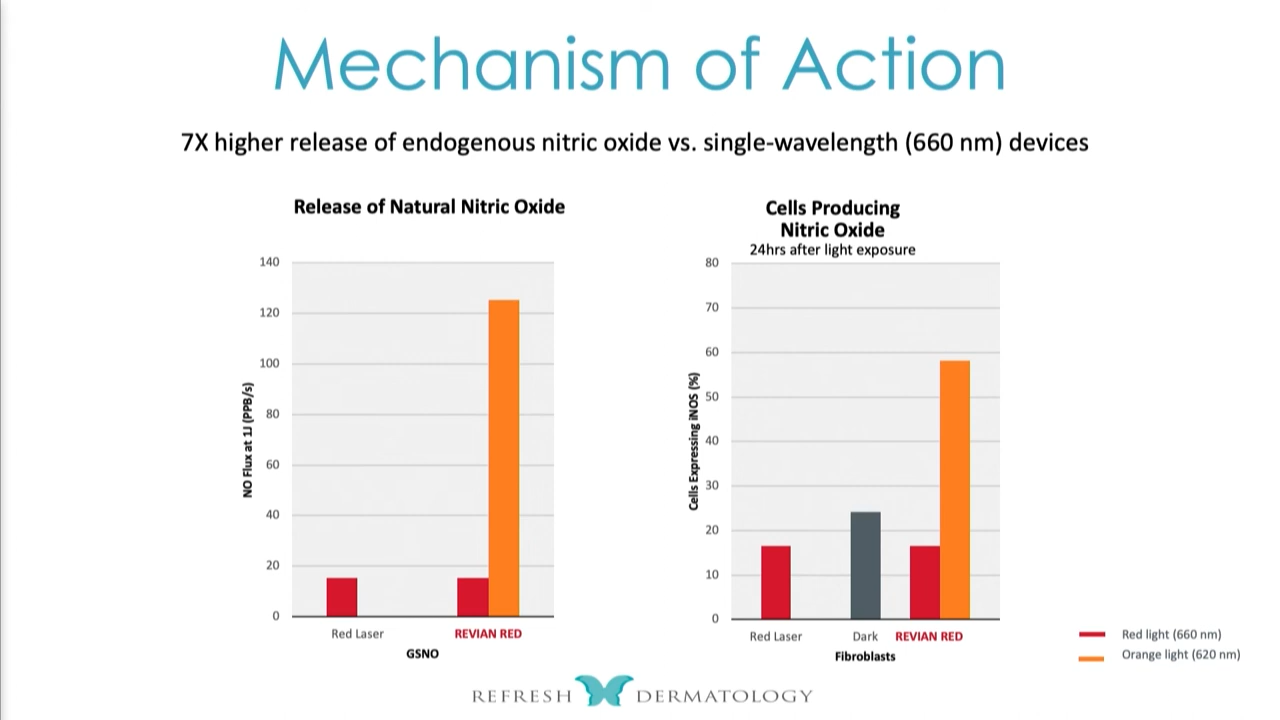 Mechanism of Action
7X higher release of endogenous nitric oxide vs. single-wavelength (660 nm) devices
Release of Natural Nitric Oxide
140
120
100
80
60
40
20
0
NO Flux at 1J (PPB/s)
Red Laser
REVIAN RED
GSNO
Cells Producing
Nitric Oxide
24hrs after light exposure
80
70
60
50
40
30
20
10
0
Cells Expressing iNOS (%)
Red Laser
Dark
REVIAN RED
Fibroblasts
Red light (660 nm)
Orange light (620 nm)
REFRESH DERMATOLOGY